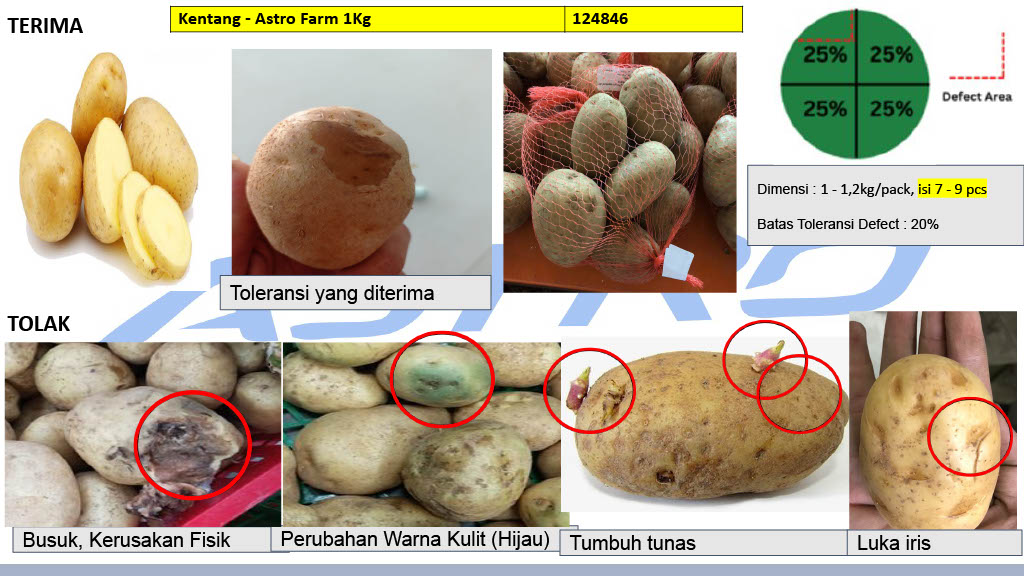 TERIMA
Kentang - Astro Farm 1Kg
124846
25% 25%
25% 25%
Defect Area
Dimensi : 1 - 1,2kg/pack, isi 7 - 9 pcs
Batas Toleransi Defect : 20%
Toleransi yang diterima
ASTRO
TOLAK
Busuk, Kerusakan Fisik
Perubahan Warna Kulit (Hijau)
Tumbuh tunas
Luka iris